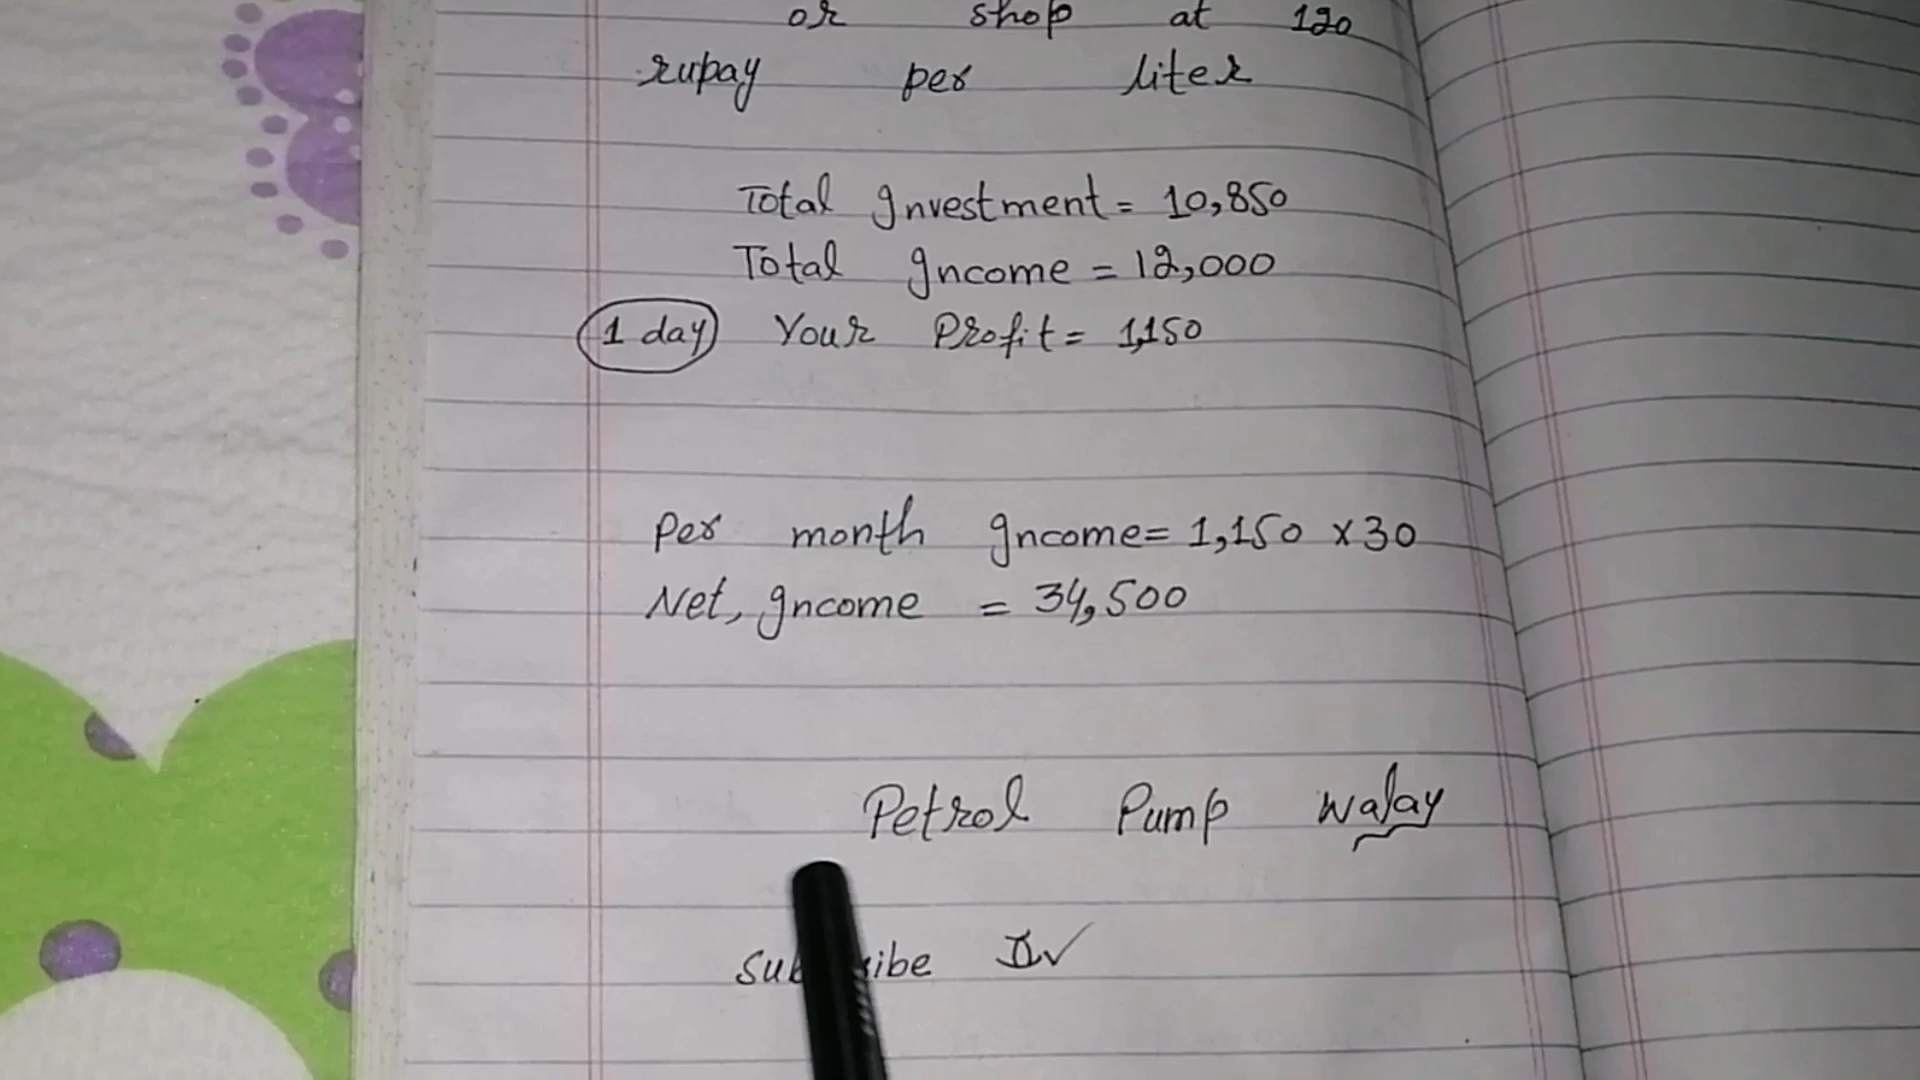 or shop at 120
rupay per liter
Total Investment = 10,850
Total Income = 12,000
1 day Your Profit = 1,150
Per month Income = 1,150 x 30
Net, Income = 34,500
Petrol Pump walay